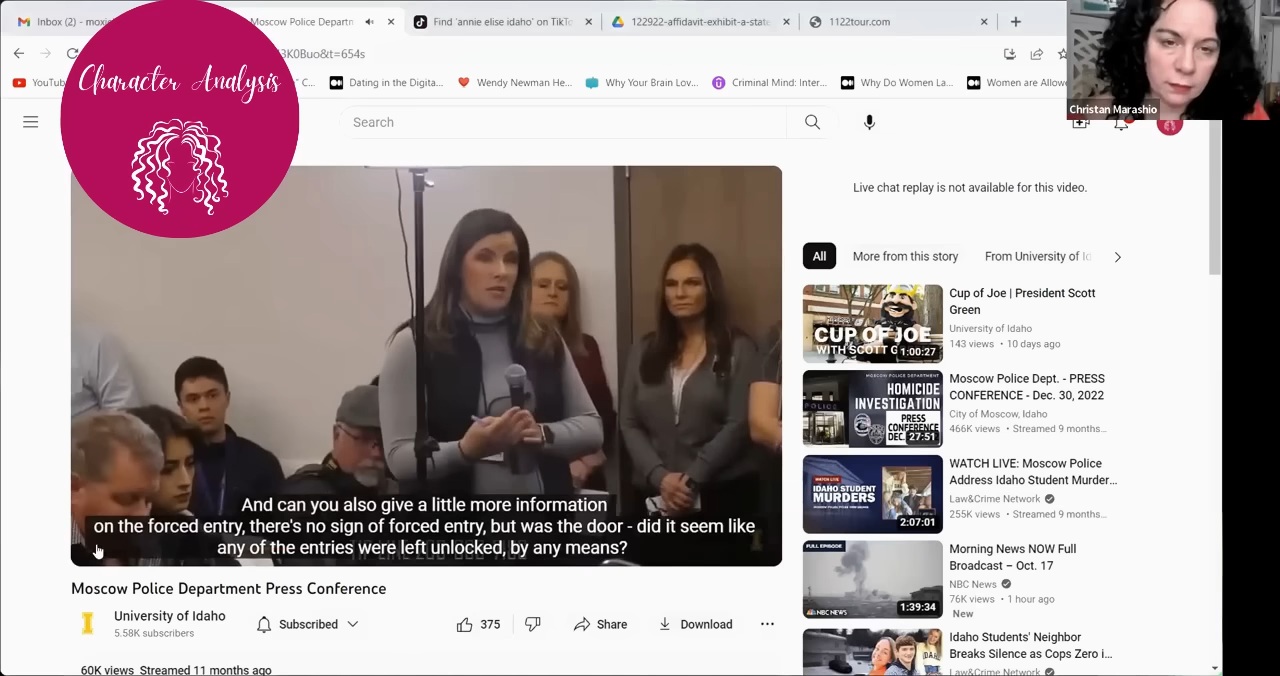 Inbox (2) - moxie
Moscow Police Departm
Find 'annie elise idaho' on TikTo
122922-affidavit-exhibit-a-state
1122tour.com
3K0Buo&t=654s
YouTub
C...
Dating in the Digita...
Wendy Newman He...
Why Your Brain Lov...
Criminal Mind: Inter...
Why Do Women La...
Women are Allowe
Character Analysis
Christan Marashio
Search
Live chat replay is not available for this video.
All
More from this story
From University of Id
And can you also give a little more information
on the forced entry, there's no sign of forced entry, but was the door - did it seem like
any of the entries were left unlocked, by any means?
Moscow Police Department Press Conference
University of Idaho
5.58K subscribers
Subscribed
375
Share
Download
60K views Streamed 11 months ago
CUP OF JOE
WITH SCOTT G
1:00:27
Cup of Joe | President Scott
Green
University of Idaho
143 views • 10 days ago
MOSCOW POLICE DEPARTMENT
HOMICIDE
INVESTIGATION
POLICE
PRESS
CONFERENCE
DEC.
27:51
Moscow Police Dept. - PRESS
CONFERENCE - Dec. 30, 2022
City of Moscow, Idaho
466K views • Streamed 9 months...
WATCH LIVE
IDAHO STUDENT
MURDERS
2:07:01
WATCH LIVE: Moscow Police
Address Idaho Student Murder...
Law&Crime Network
255K views • Streamed 9 months...
FULL EPISODE
NBC NEWS
1:39:34
Morning News NOW Full
Broadcast – Oct. 17
NBC News
76K views • 1 hour ago
New
Idaho Students' Neighbor
Breaks Silence as Cops Zero i...
Law&Crime Network